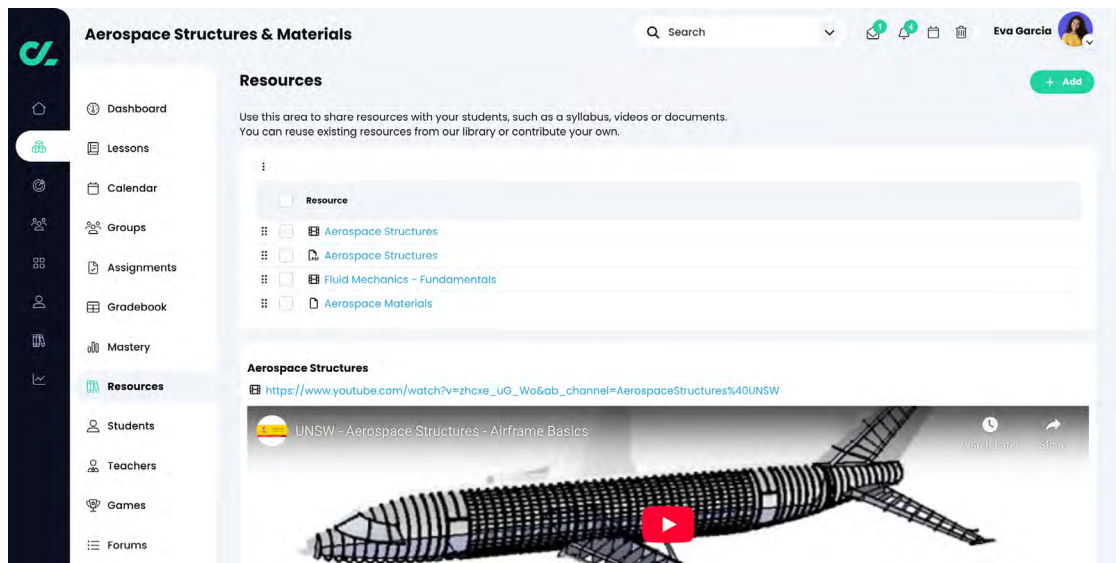 Aerospace Structures & Materials
Search
1
4
Eva Garcia
Dashboard
Lessons
Calendar
Groups
Assignments
Gradebook
Mastery
Resources
Students
Teachers
Games
Forums
Resources
+ Add
Use this area to share resources with your students, such as a syllabus, videos or documents.
You can reuse existing resources from our library or contribute your own.
Resource
Aerospace Structures
Aerospace Structures
Fluid Mechanics - Fundamentals
Aerospace Materials
Aerospace Structures
https://www.youtube.com/watch?v=zhcxe_uG_Wo&ab_channel=AerospaceStructures%40UNSW
UNSW - Aerospace Structures - Airframe Basics
Watch Later
Share